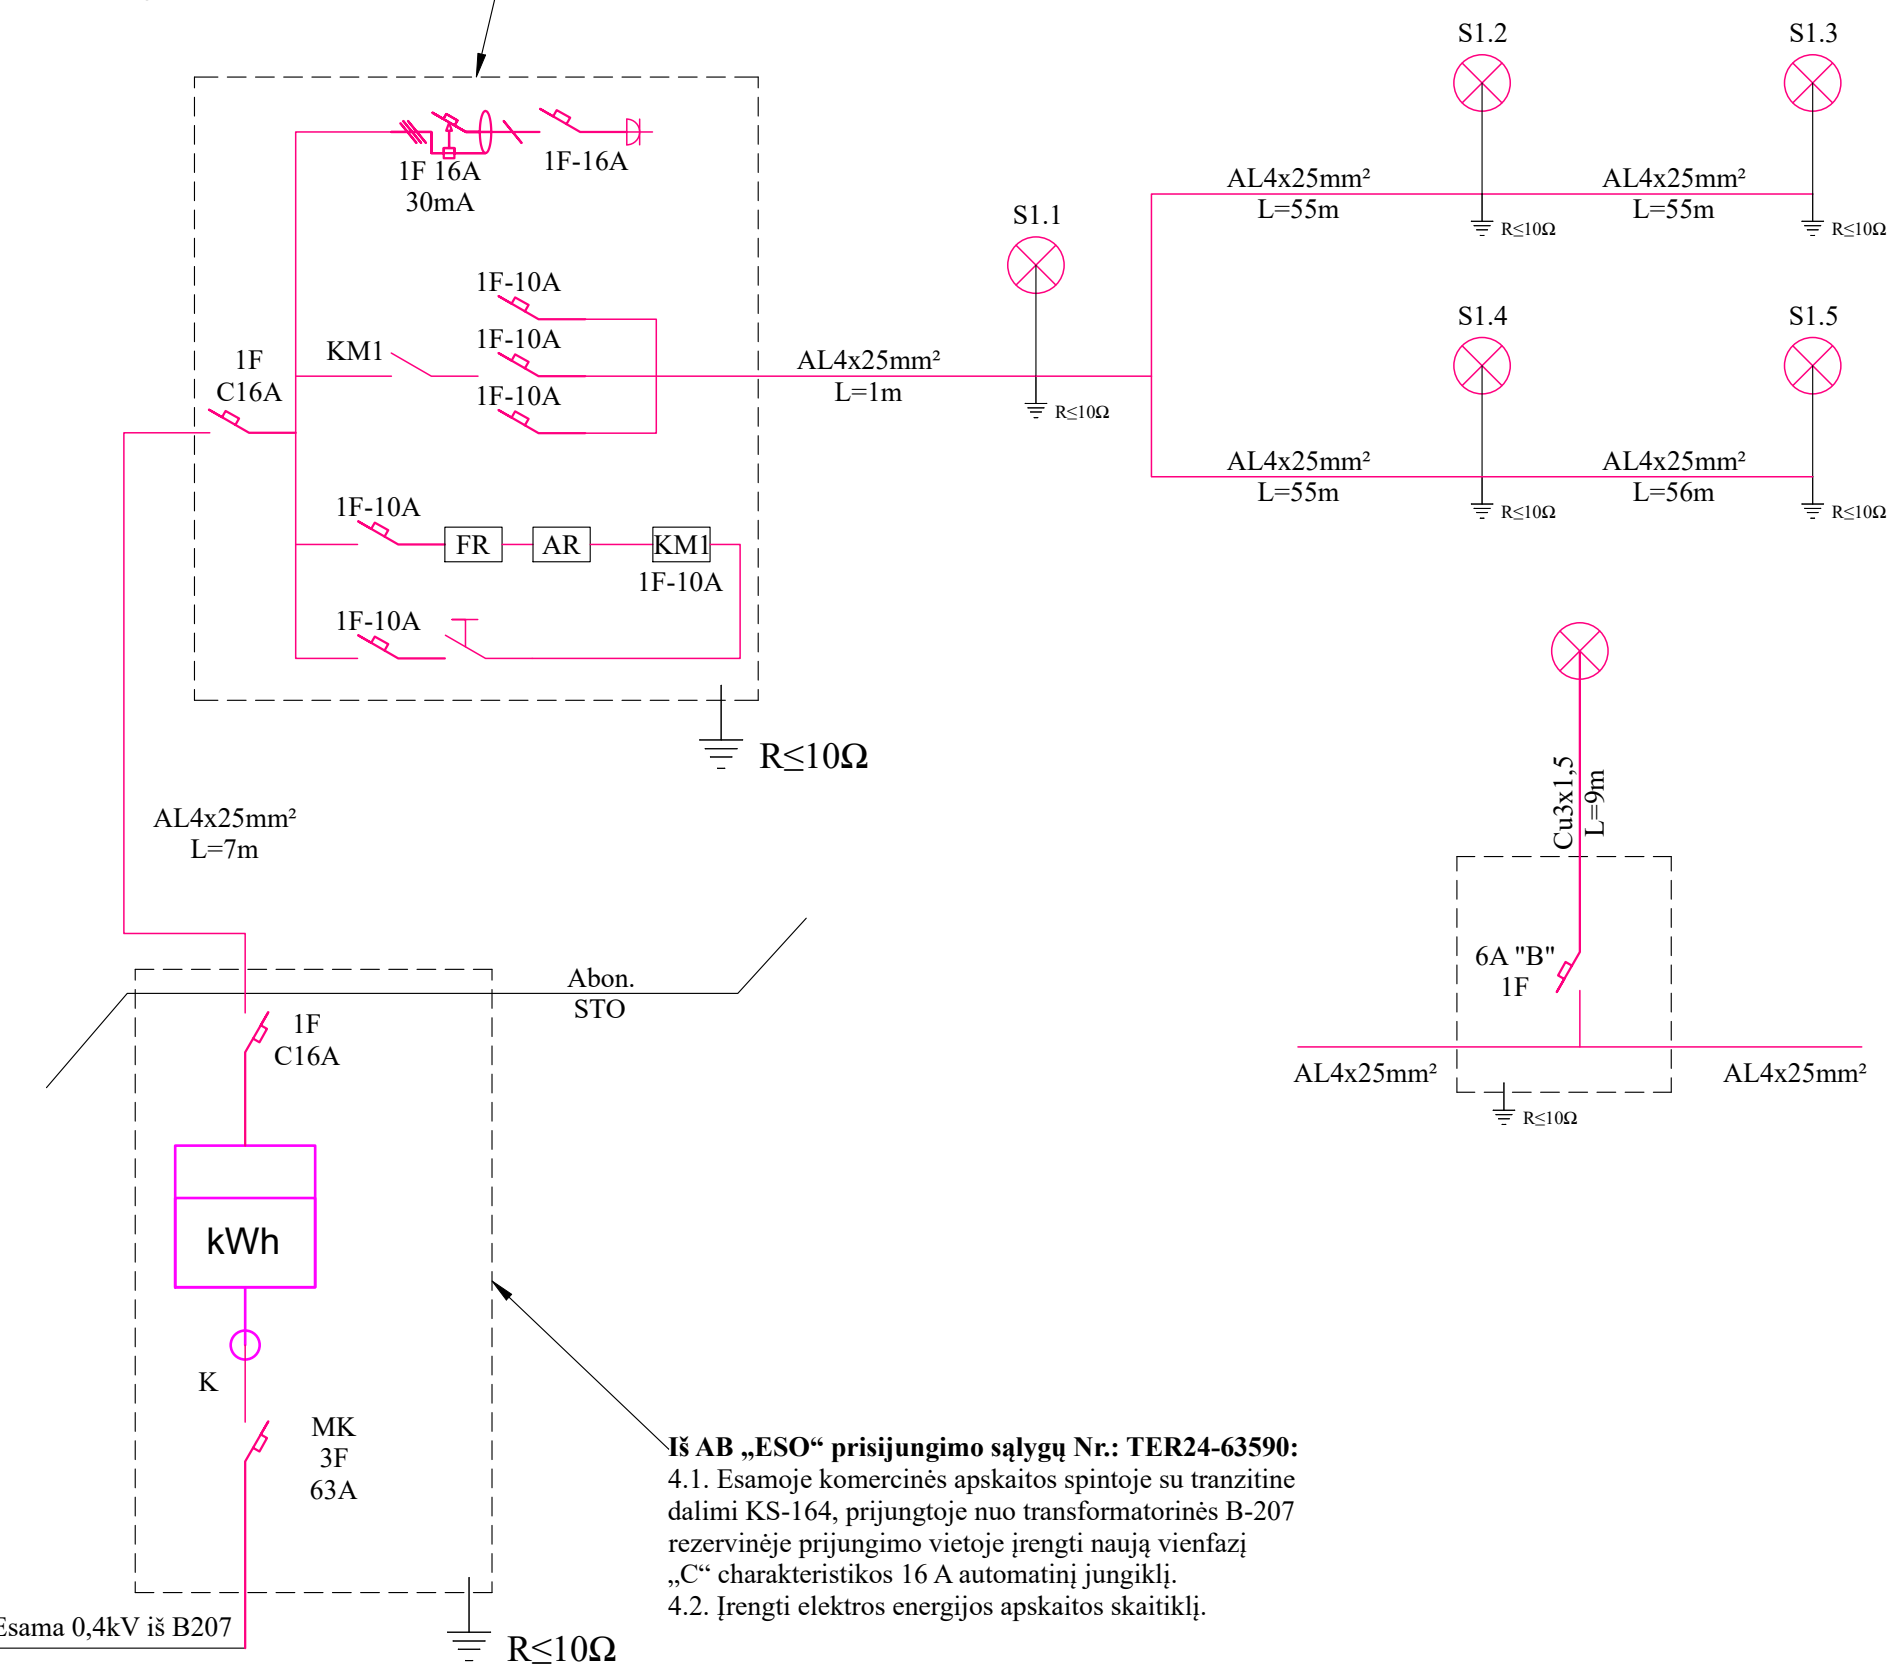 S1.2
S1.3
1F 16A
30mA
1F-16A
AL4x25mm²
L=55m
AL4x25mm²
L=55m
R≤10Ω
R≤10Ω
S1.1
1F-10A
1F-10A
1F-10A
KM1
1F
C16A
AL4x25mm²
L=1m
R≤10Ω
S1.4
S1.5
AL4x25mm²
L=55m
AL4x25mm²
L=56m
R≤10Ω
R≤10Ω
1F-10A
FR
AR
KM1
1F-10A
1F-10A
R≤10Ω
AL4x25mm²
L=7m
Cu3x1,5
L=9m
6A "B"
1F
AL4x25mm²
AL4x25mm²
R≤10Ω
Abon.
STO
1F
C16A
kWh
K
MK
3F
63A
Iš AB „ESO“ prisijungimo sąlygų Nr.: TER24-63590:
4.1. Esamoje komercinės apskaitos spintoje su tranzitine
dalimi KS-164, prijungtoje nuo transformatorinės B-207
rezervinėje prijungimo vietoje įrengti naują vienfazį
„C“ charakteristikos 16 A automatinį jungiklį.
4.2. Įrengti elektros energijos apskaitos skaitiklį.
Esama 0,4kV iš B207
R≤10Ω